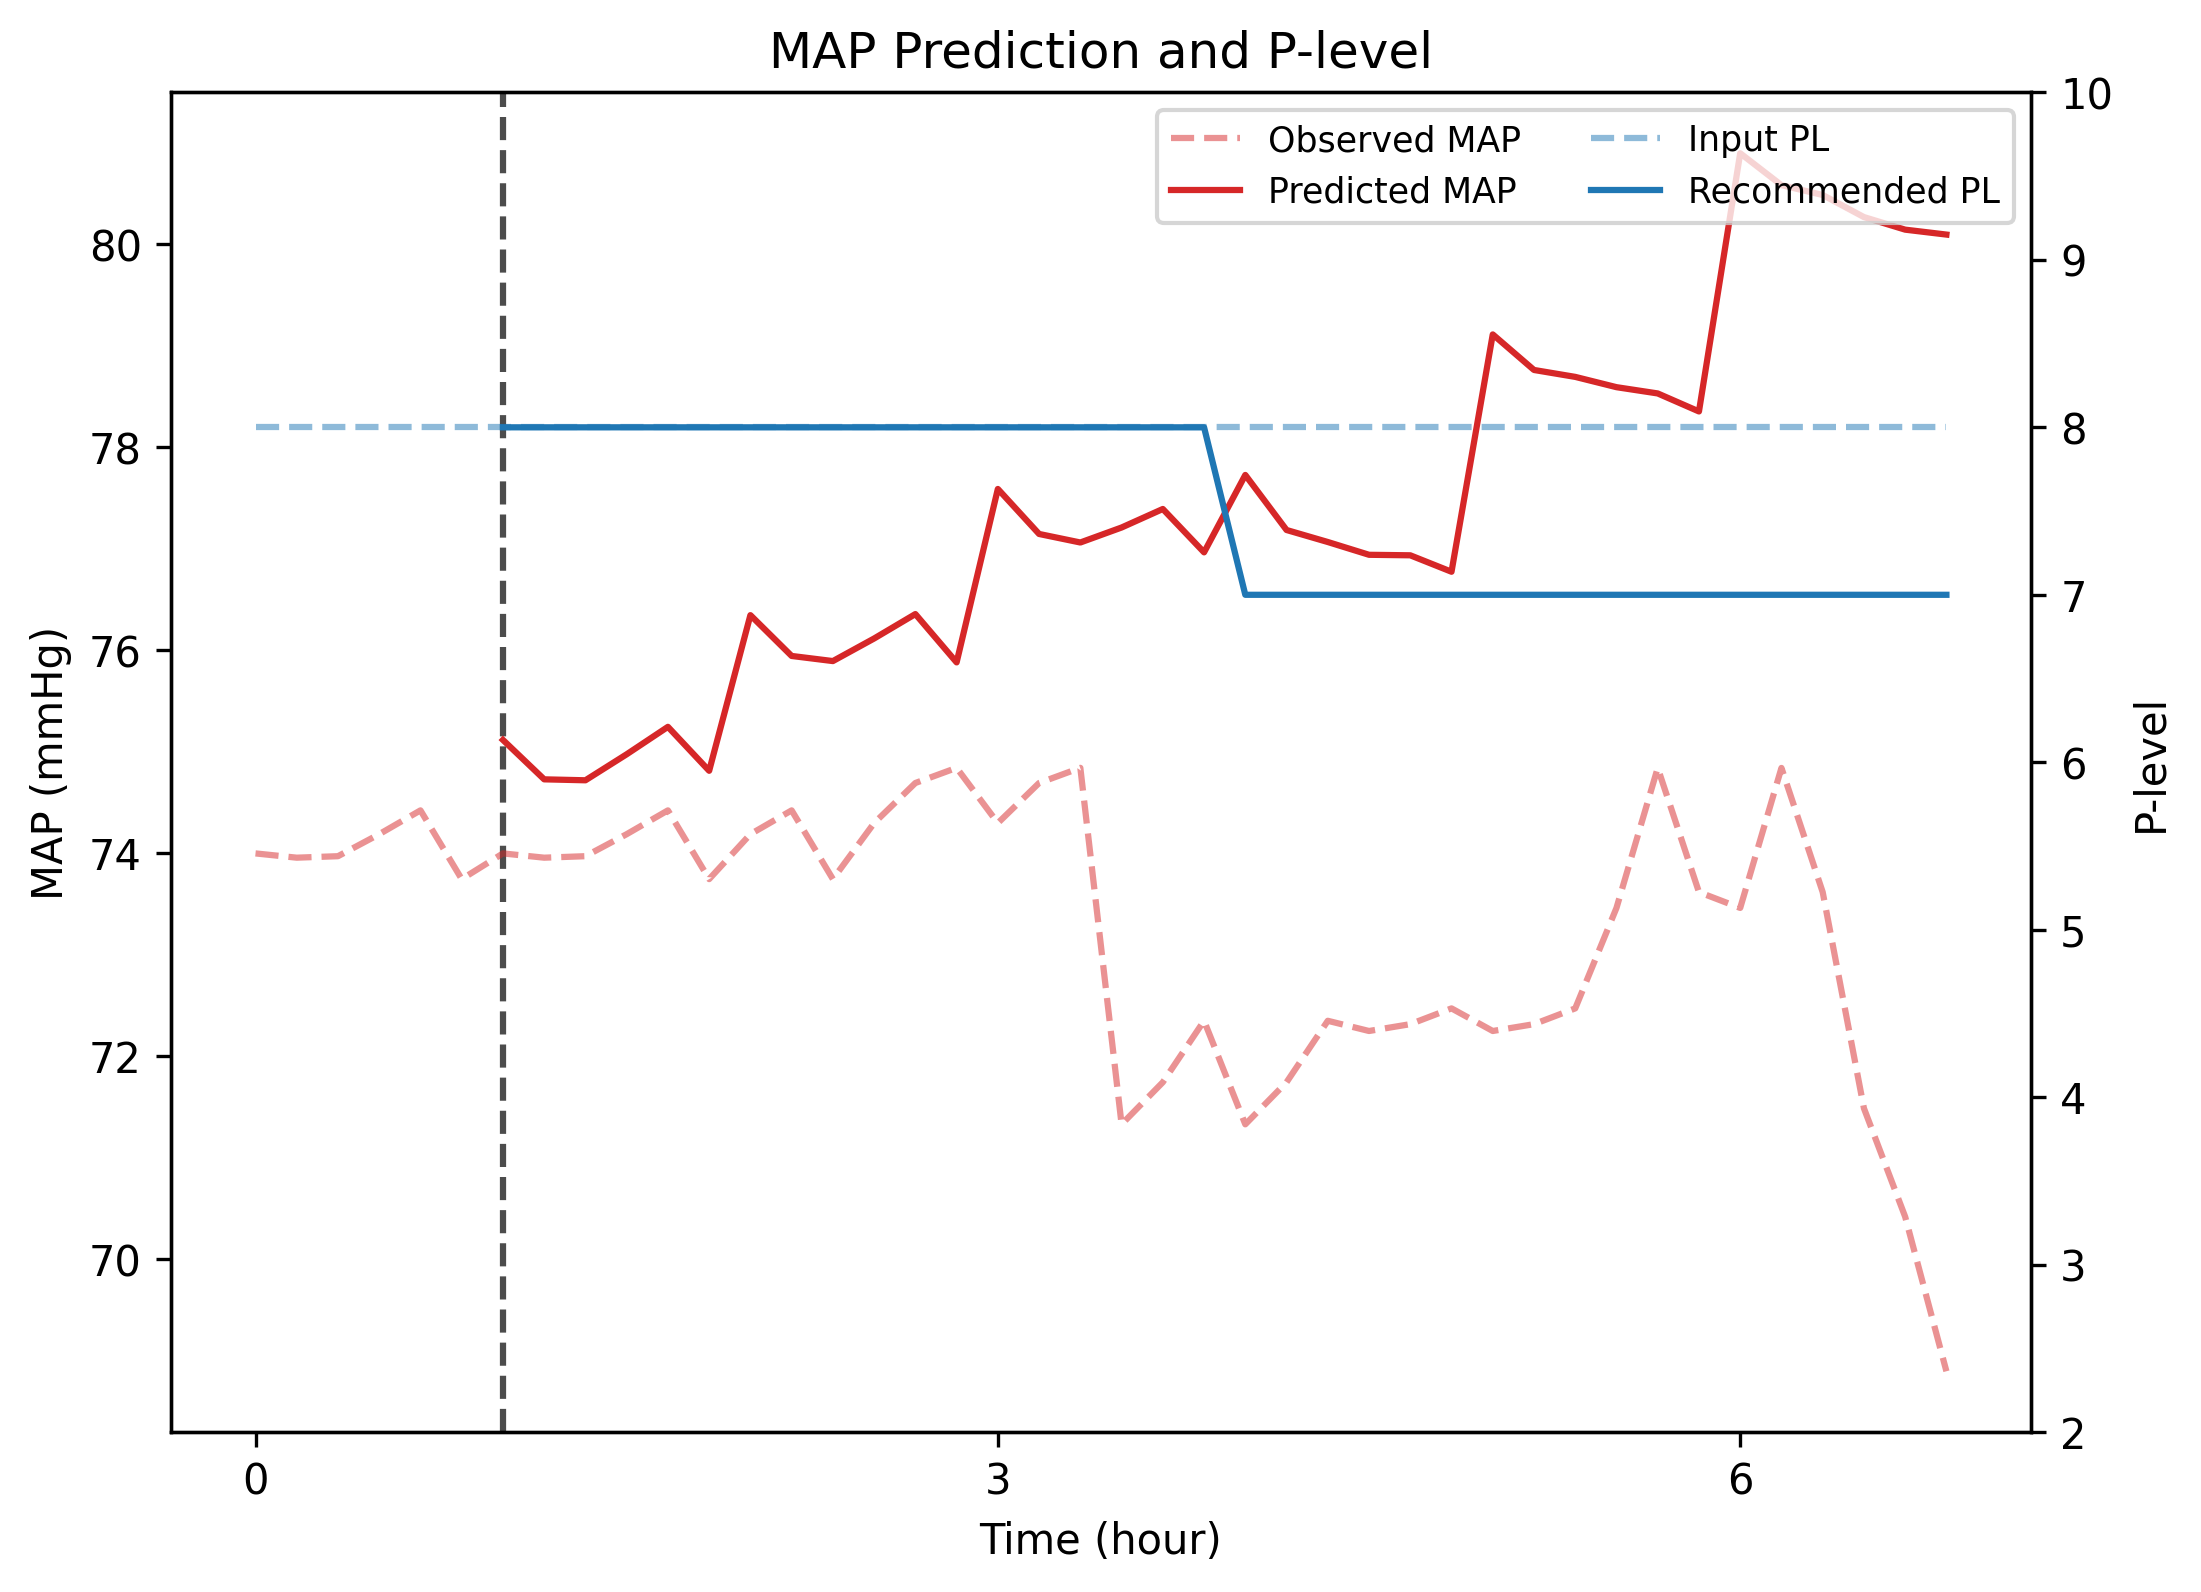 MAP Prediction and P-level
Observed MAP
Predicted MAP
Input PL
Recommended PL
MAP (mmHg)
80
78
76
74
72
70
10
9
8
7
6
5
4
3
2
P-level
0
3
6
Time (hour)